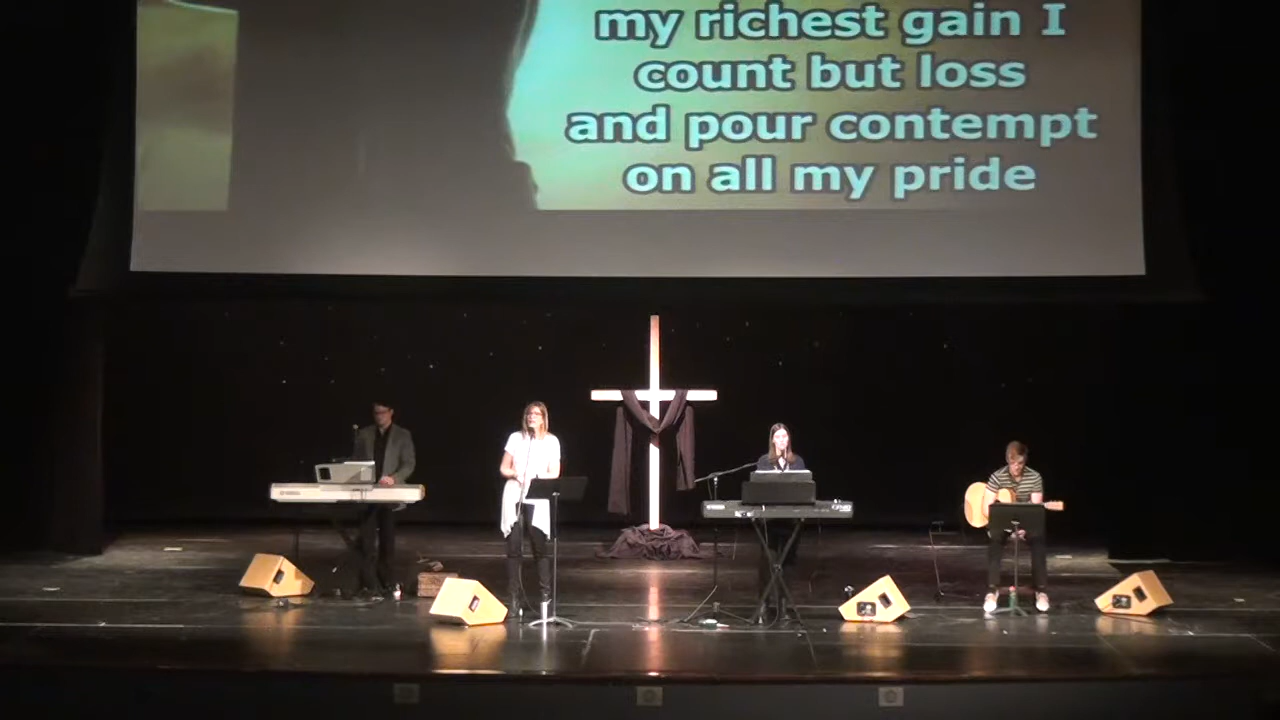 my richest gain I
count but loss
and pour contempt
on all my pride